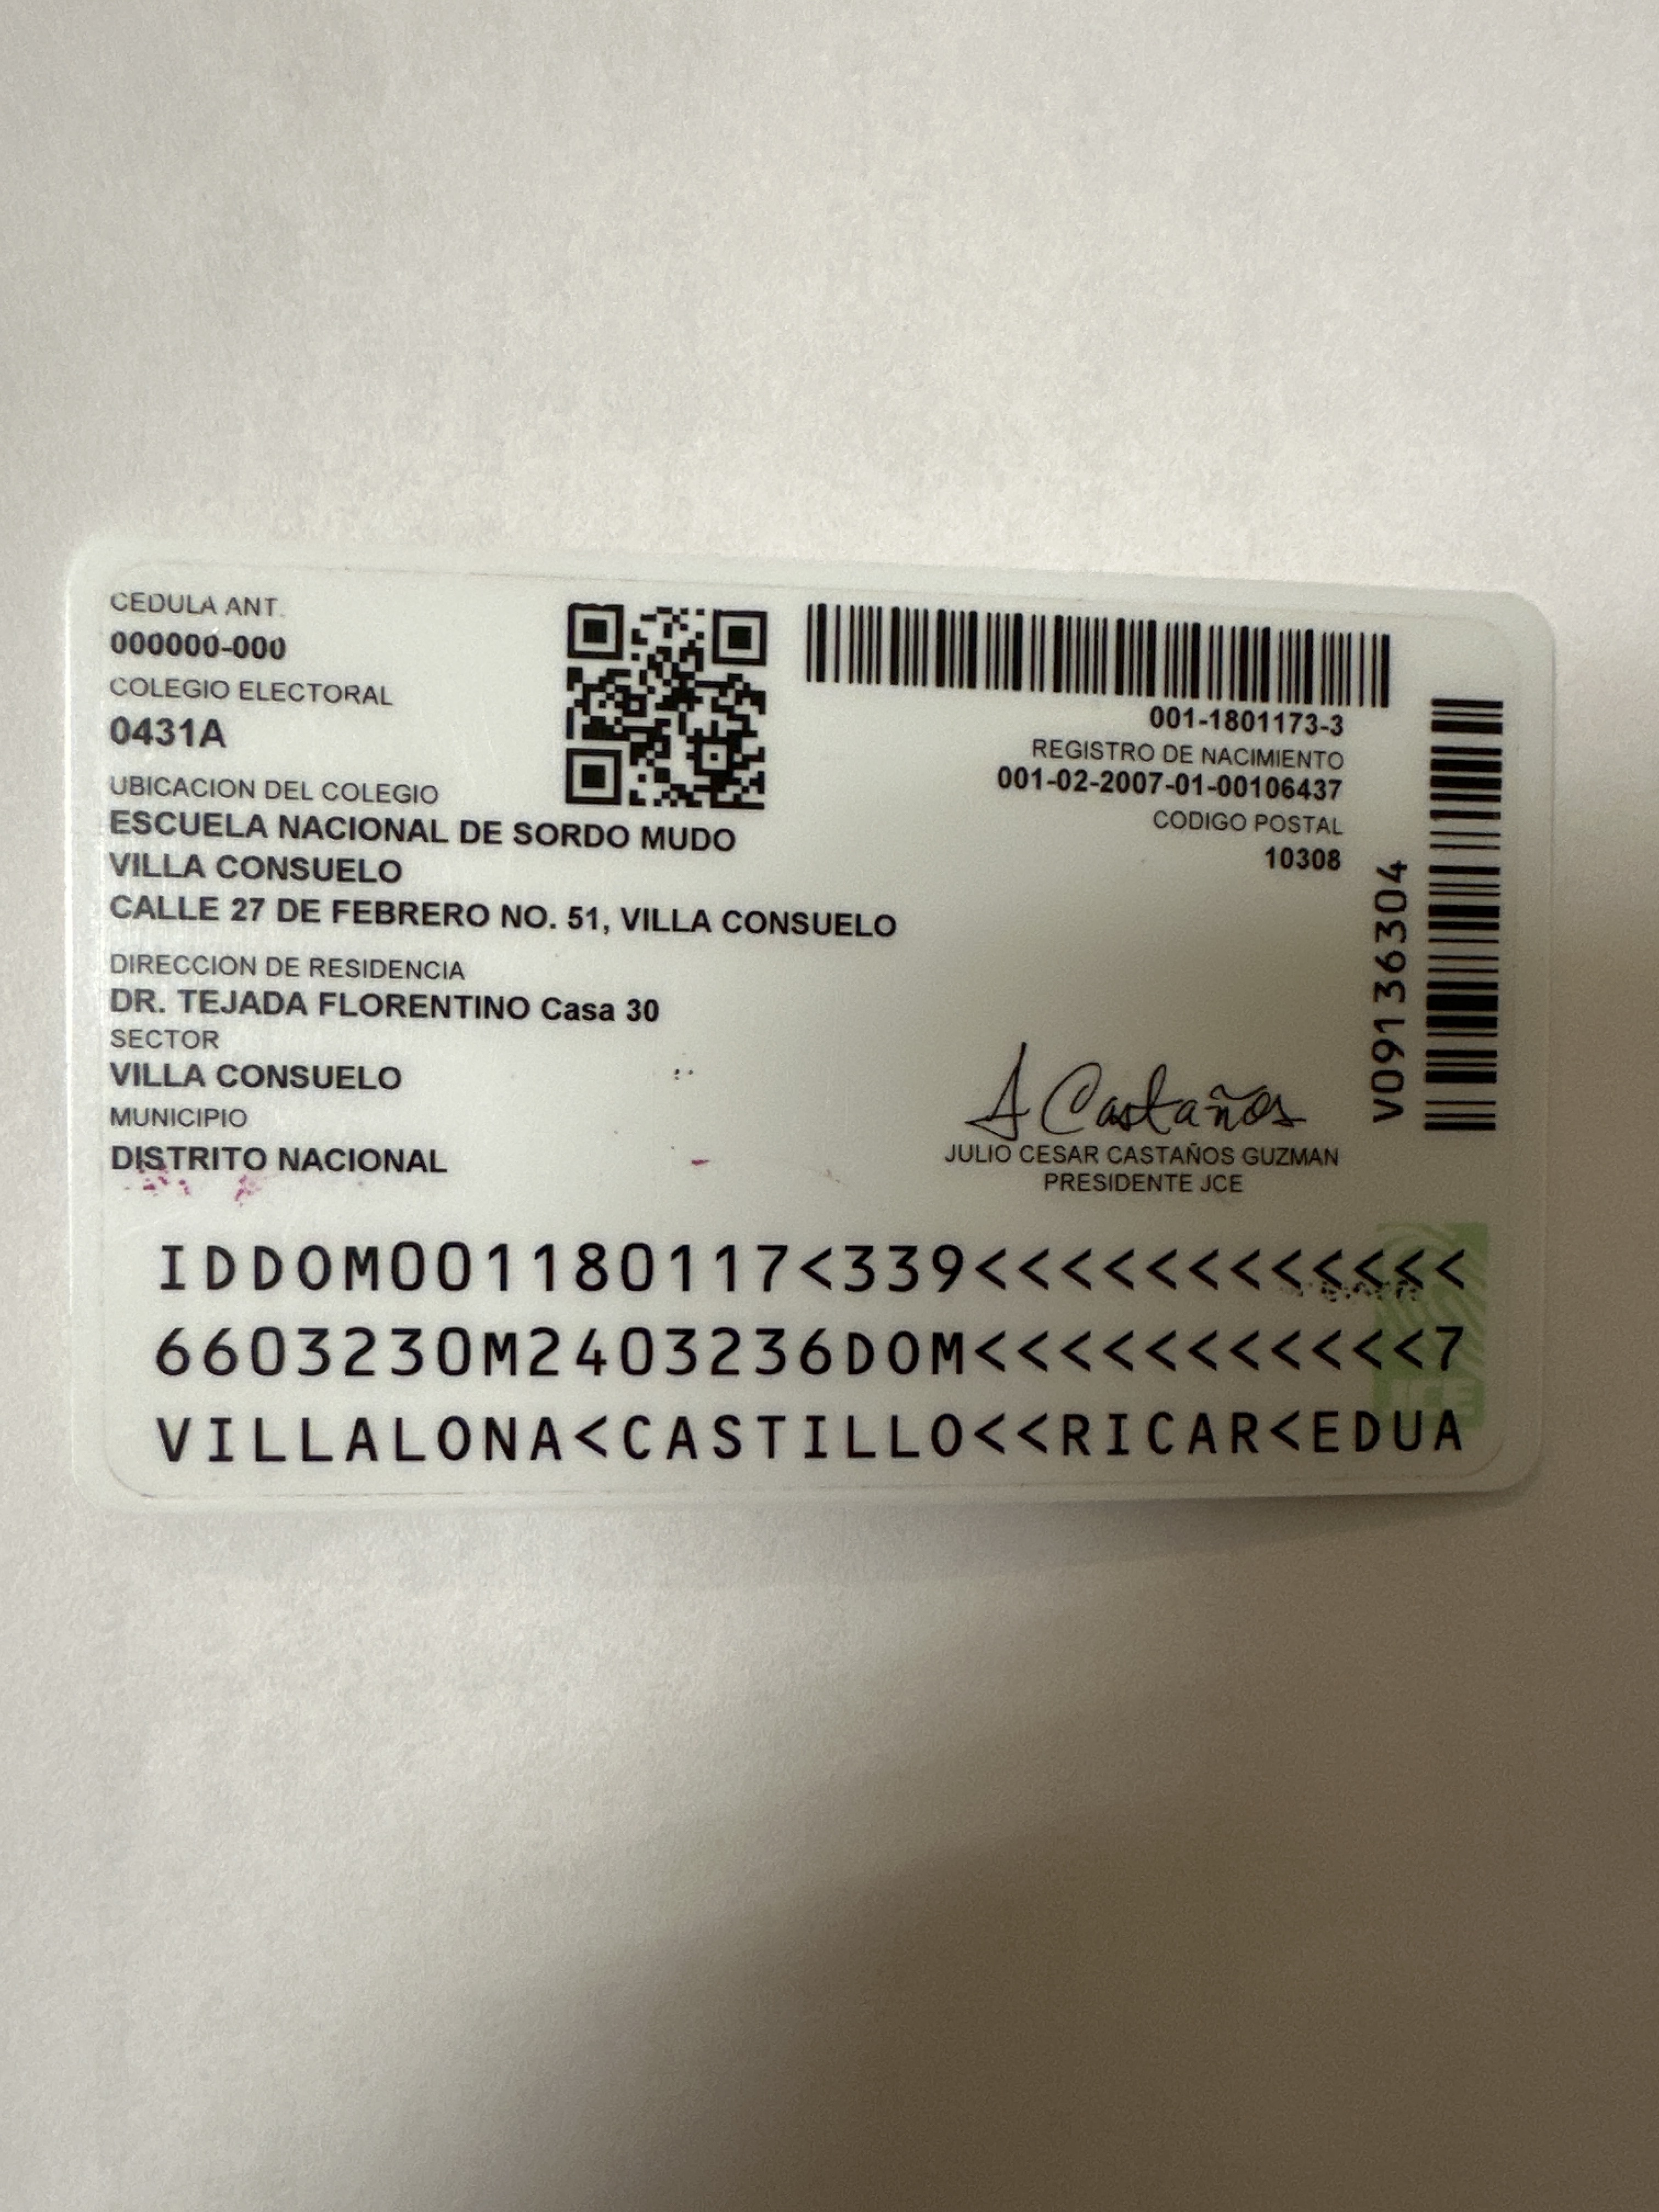 CEDULA ANT.
000000-000
COLEGIO ELECTORAL
0431A
UBICACION DEL COLEGIO
ESCUELA NACIONAL DE SORDO MUDO
VILLA CONSUELO
CALLE 27 DE FEBRERO NO. 51, VILLA CONSUELO
DIRECCION DE RESIDENCIA
DR. TEJADA FLORENTINO Casa 30
SECTOR
VILLA CONSUELO
MUNICIPIO
DISTRITO NACIONAL
001-1801173-3
REGISTRO DE NACIMIENTO
001-02-2007-01-00106437
CODIGO POSTAL
10308
V09136304
J Castaños
JULIO CESAR CASTAÑOS GUZMAN
PRESIDENTE JCE
IDDOM001180117<339<<<<<<<<<<<<
6603230M2403236DOM<<<<<<<<<<<7
VILLALONA<CASTILLO<<RICAR<EDUA
JCE